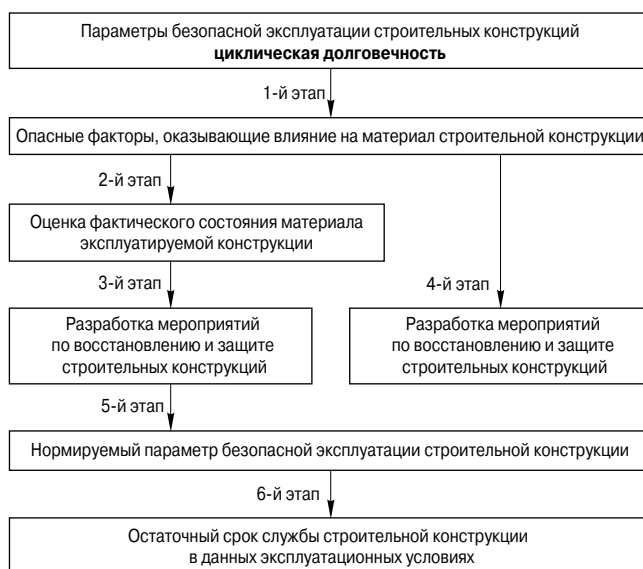 Параметры безопасной эксплуатации строительных конструкций
циклическая долговечность
1-й этап
Опасные факторы, оказывающие влияние на материал строительной конструкции
2-й этап
Оценка фактического состояния материала
эксплуатируемой конструкции
3-й этап
4-й этап
Разработка мероприятий
по восстановлению и защите
строительных конструкций
Разработка мероприятий
по восстановлению и защите
строительных конструкций
5-й этап
Нормируемый параметр безопасной эксплуатации строительной конструкции
6-й этап
Остаточный срок службы строительной конструкции
в данных эксплуатационных условиях